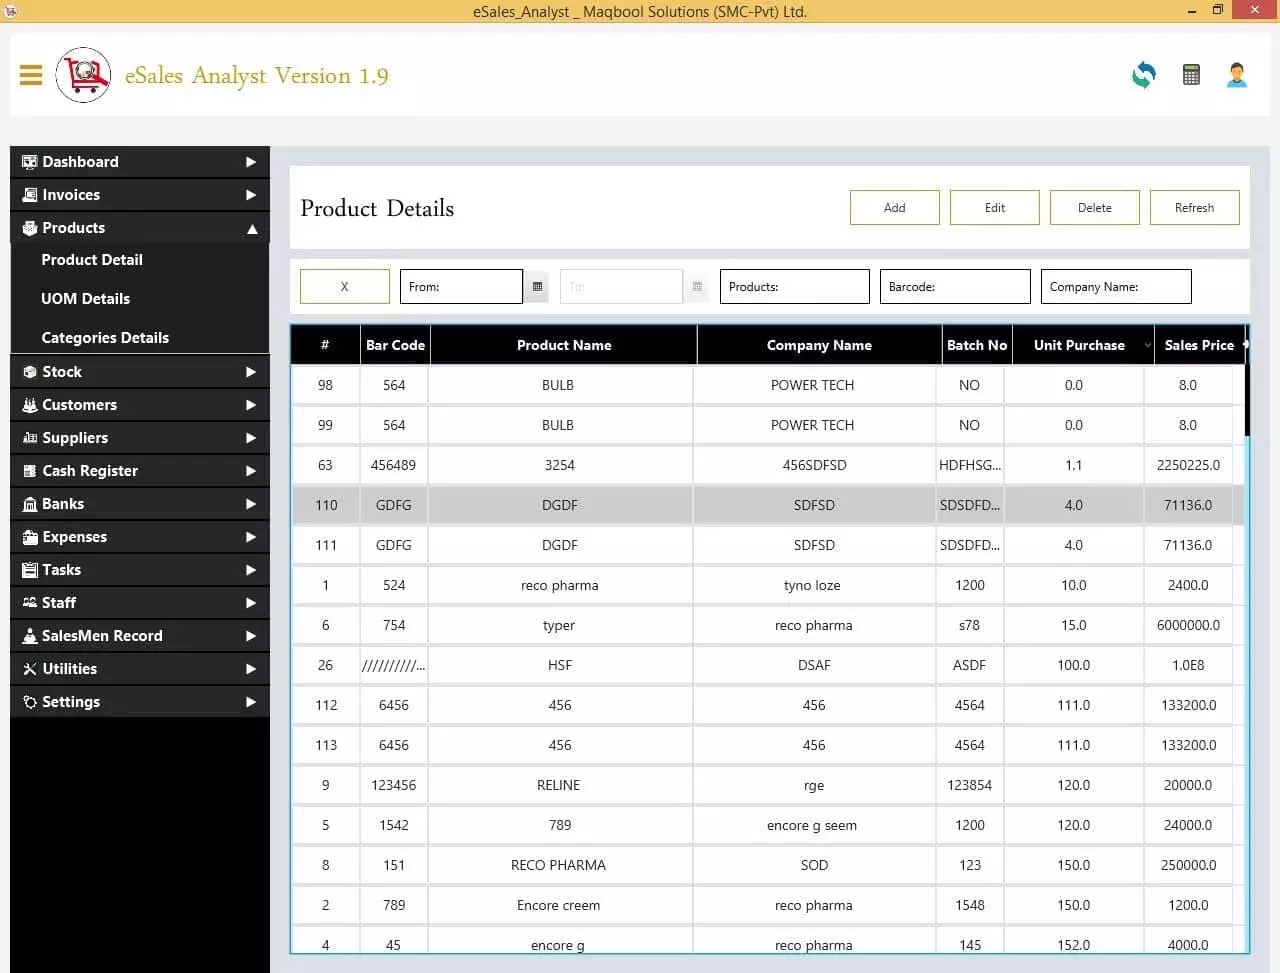 eSales_Analyst _ Maqbool Solutions (SMC-Pvt) Ltd.
eSales Analyst Version 1.9
Dashboard
Invoices
Products
Product Detail
UOM Details
Categories Details
Stock
Customers
Suppliers
Cash Register
Banks
Expenses
Tasks
Staff
SalesMen Record
Utilities
Settings
Product Details
Add Edit Delete Refresh
X From: To: Products: Barcode: Company Name:
# Bar Code Product Name Company Name Batch No Unit Purchase Sales Price
98 564 BULB POWER TECH NO 0.0 8.0
99 564 BULB POWER TECH NO 0.0 8.0
63 456489 3254 456SDFSD HDFHSG... 1.1 2250225.0
110 GDFG DGDF SDFSD SDSDFD... 4.0 71136.0
111 GDFG DGDF SDFSD SDSDFD... 4.0 71136.0
1 524 reco pharma tyno loze 1200 10.0 2400.0
6 754 typer reco pharma s78 15.0 6000000.0
26 //////////... HSF DSAF ASDF 100.0 1.0E8
112 6456 456 456 4564 111.0 133200.0
113 6456 456 456 4564 111.0 133200.0
9 123456 RELINE rge 123854 120.0 20000.0
5 1542 789 encore g seem 1200 120.0 24000.0
8 151 RECO PHARMA SOD 123 150.0 250000.0
2 789 Encore creem reco pharma 1548 150.0 1200.0
4 45 encore g reco pharma 145 152.0 4000.0